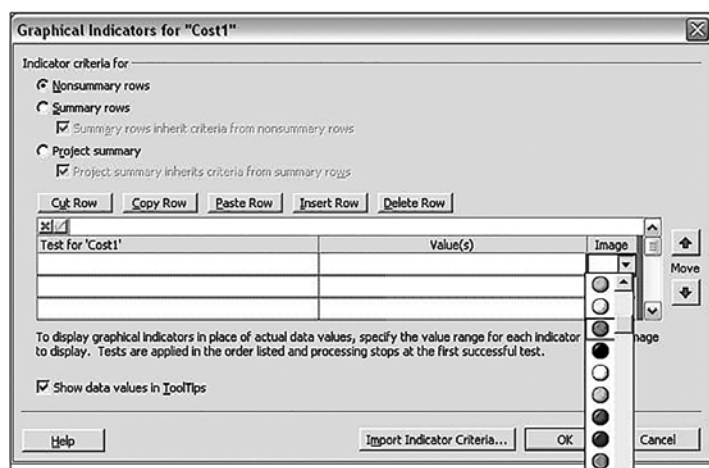 Graphical Indicators for "Cost1"
Indicator criteria for
Nonsummary rows
Summary rows
Summary rows inherit criteria from nonsummary rows
Project summary
Project summary inherits criteria from summary rows
Cut Row Copy Row Paste Row Insert Row Delete Row
Test for 'Cost1' Value(s) Image
Move
To display graphical indicators in place of actual data values, specify the value range for each indicator mage
to display. Tests are applied in the order listed and processing stops at the first successful test.
Show data values in ToolTips
Help Import Indicator Criteria... OK Cancel